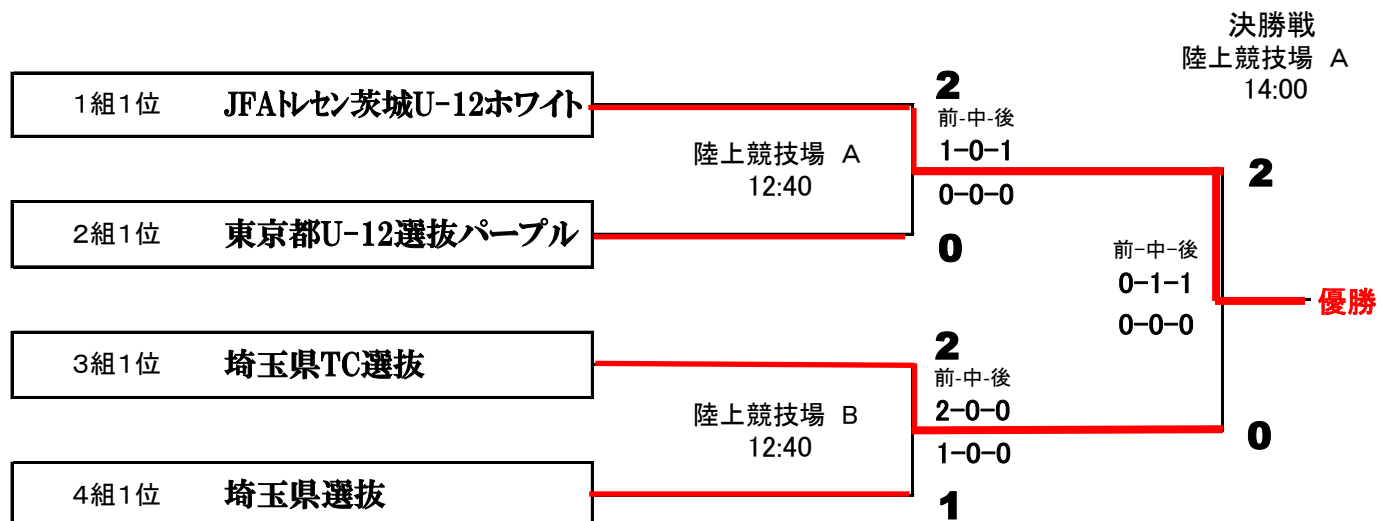 決勝戦
陸上競技場 A
14:00
1組1位 JFAトレセン茨城U-12ホワイト
2
前-中-後
1-0-1
0-0-0
陸上競技場 A
12:40
2組1位 東京都U-12選抜パープル
0
2
前-中-後
0-1-1
0-0-0
優勝
3組1位 埼玉県TC選抜
2
前-中-後
2-0-0
1-0-0
陸上競技場 B
12:40
0
4組1位 埼玉県選抜
1